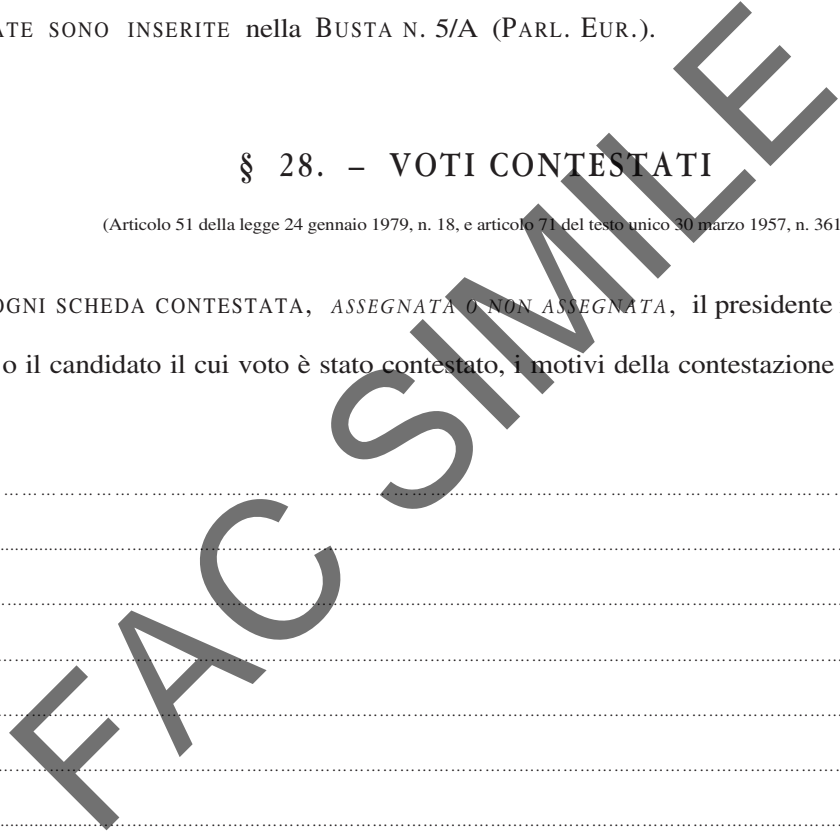 ATE SONO INSERITE nella BUSTA N. 5/A (PARL. EUR.).
§ 28. – VOTI CONTESTATI
(Articolo 51 della legge 24 gennaio 1979, n. 18, e articolo 71 del testo unico 30 marzo 1957, n. 361
OGNI SCHEDA CONTESTATA, ASSEGNATA O NON ASSEGNATA, il presidente
o il candidato il cui voto è stato contestato, i motivi della contestazione
FAC SIMILE